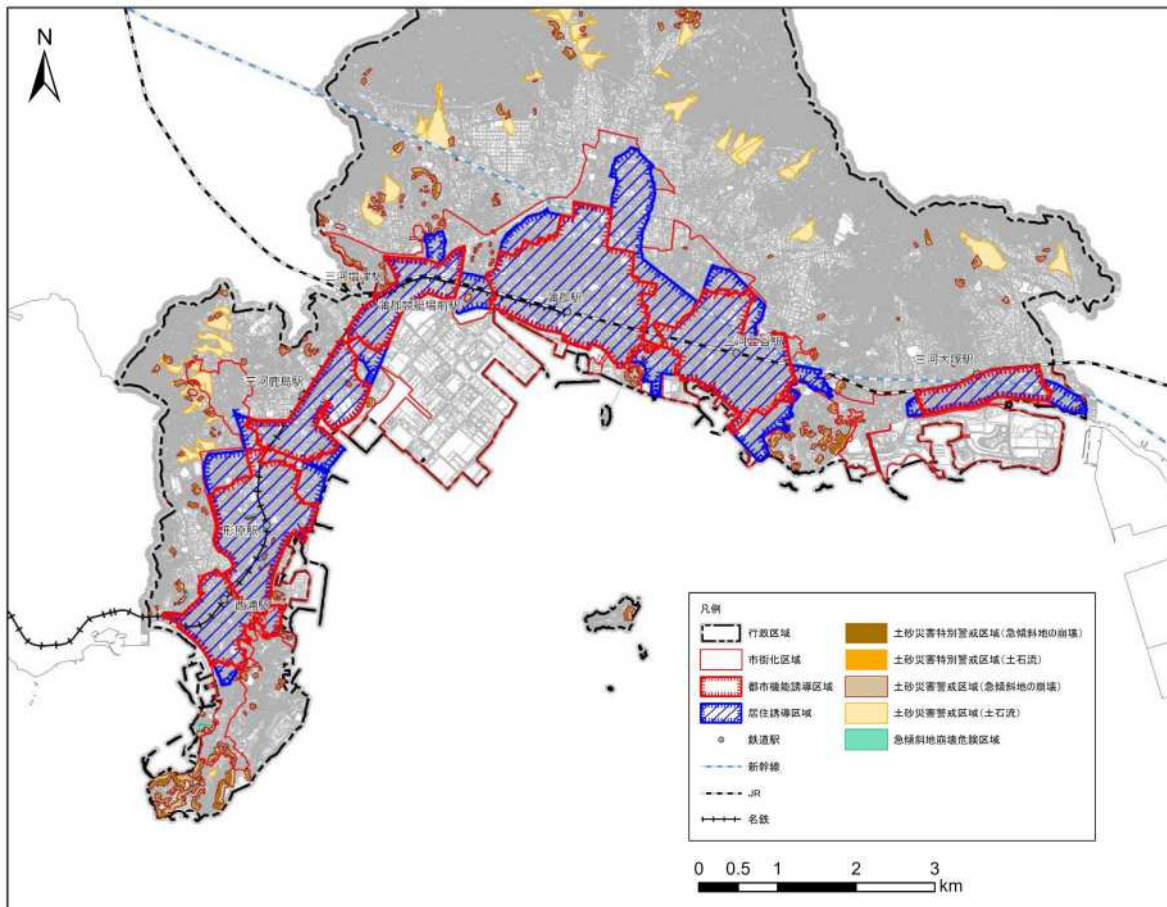 N
三河塩津駅
蒲郡競艇場前駅
蒲郡駅
三河三谷駅
三河大塚駅
三河鹿島駅
形原駅
西浦駅
凡例
行政区域
市街化区域
都市機能誘導区域
居住誘導区域
鉄道駅
新幹線
JR
名鉄
土砂災害特別警戒区域(急傾斜地の崩壊)
土砂災害特別警戒区域(土石流)
土砂災害警戒区域(急傾斜地の崩壊)
土砂災害警戒区域(土石流)
急傾斜地崩壊危険区域
0 0.5 1 2 3
km